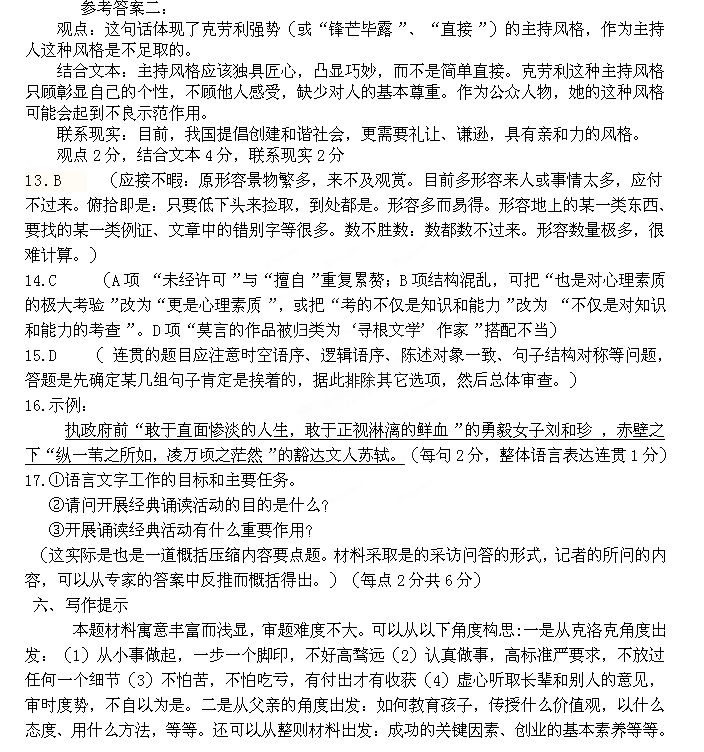 参考答案二：
观点：这句话体现了克劳利强势（或“锋芒毕露”、“直接”）的主持风格，作为主持
人这种风格是不足取的。
结合文本：主持风格应该独具匠心，凸显巧妙，而不是简单直接。克劳利这种主持风格
只顾彰显自己的个性，不顾他人感受，缺少对人的基本尊重。作为公众人物，她的这种风格
可能会起到不良示范作用。
联系现实：目前，我国提倡创建和谐社会，更需要礼让、谦逊，具有亲和力的风格。
观点2分，结合文本4分，联系现实2分
13.B （应接不暇：原形容景物繁多，来不及观赏。目前多形容来人或事情太多，应付
不过来。俯拾即是：只要低下头来捡取，到处都是。形容多而易得。形容地上的某一类东西、
要找的某一类例证、文章中的错别字等很多。数不胜数：数都数不过来。形容数量极多，很
难计算。）
14.C （A项 “未经许可”与“擅自”重复累赘；B项结构混乱，可把“也是对心理素质
的极大考验”改为“更是心理素质”，或把“考的不仅是知识和能力”改为 “不仅是对知识
和能力的考查”。D项“莫言的作品被归类为‘寻根文学’作家”搭配不当）
15.D （ 连贯的题目应注意时空语序、逻辑语序、陈述对象一致、句子结构对称等问题，
答题是先确定某几组句子肯定是挨着的，据此排除其它选项，然后总体审查。）
16.示例：
执政府前“敢于直面惨淡的人生，敢于正视淋漓的鲜血”的勇毅女子刘和珍 ，赤壁之
下“纵一苇之所如，凌万顷之茫然”的豁达文人苏轼。（每句2分，整体语言表达连贯1分）
17.①语言文字工作的目标和主要任务。
②请问开展经典诵读活动的目的是什么？
③开展诵读经典活动有什么重要作用？
（这实际是也是一道概括压缩内容要点题。材料采取是的采访问答的形式，记者的所问的内
容，可以从专家的答案中反推而概括得出。）（每点2分共6分）
六、写作提示
本题材料寓意丰富而浅显，审题难度不大。可以从以下角度构思：一是从克洛克角度出
发：（1）从小事做起，一步一个脚印，不好高骛远（2）认真做事，高标准严要求，不放过
任何一个细节（3）不怕苦，不怕吃亏，有付出才有收获（4）虚心听取长辈和别人的意见，
审时度势，不自以为是。二是从父亲的角度出发：如何教育孩子，传授什么价值观，以什么
态度、用什么方法，等等。还可以从整则材料出发：成功的关键因素、创业的基本素养等等。